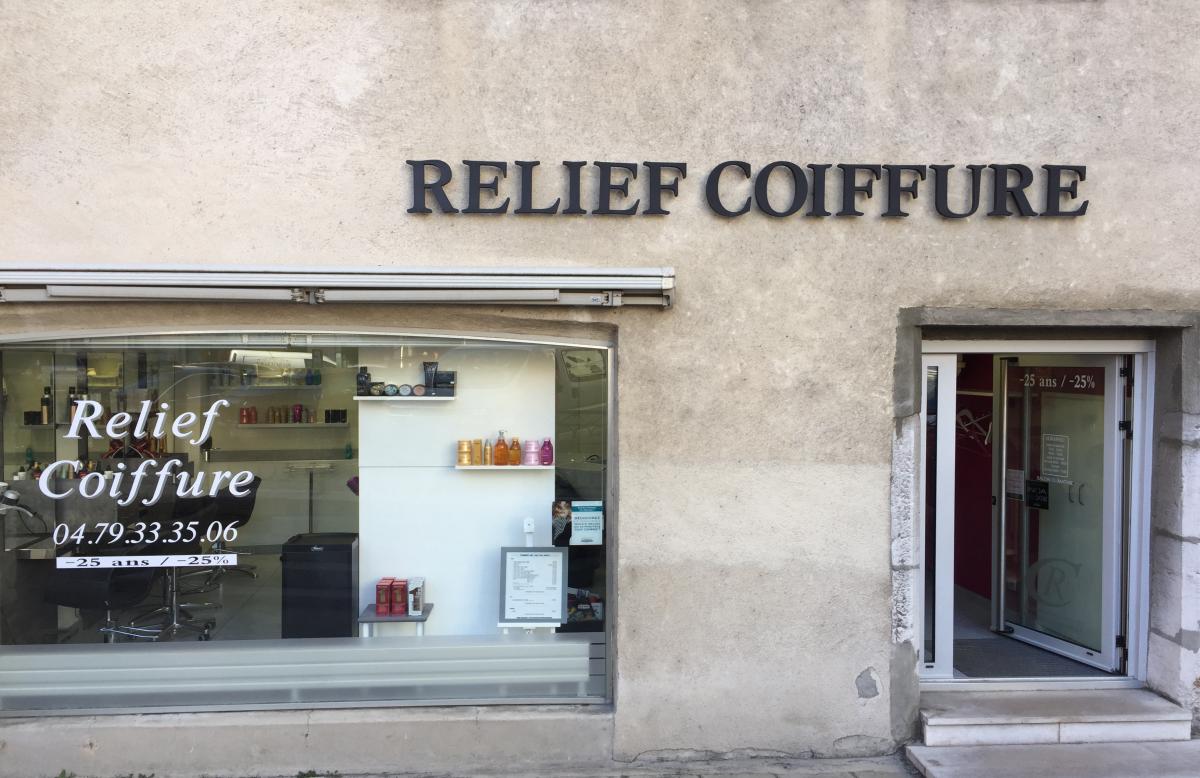 RELIEF COIFFURE
Relief
Coiffure
04.79.33.35.06
-25 ans / -25%
-25 ans / -25%